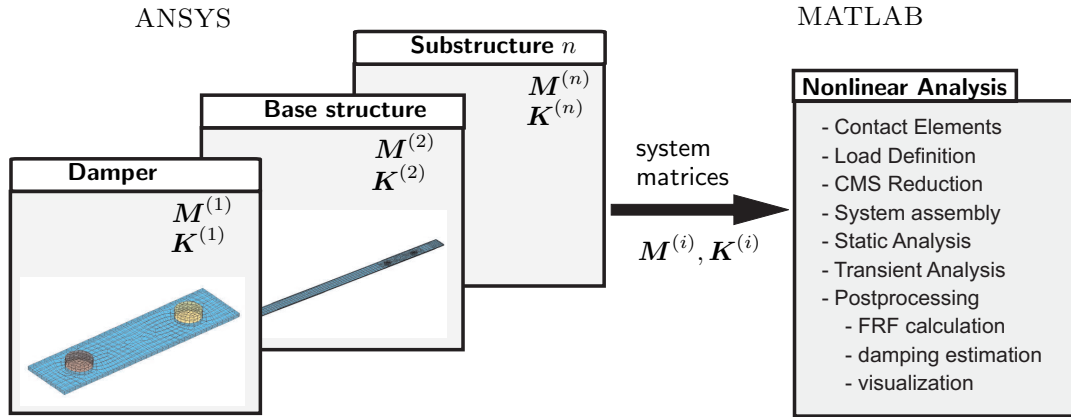 ANSYS
MATLAB
Substructure n
M^(n)
K^(n)
Base structure
M^(2)
K^(2)
Damper
M^(1)
K^(1)
system
matrices
M^(i), K^(i)
Nonlinear Analysis
- Contact Elements
- Load Definition
- CMS Reduction
- System assembly
- Static Analysis
- Transient Analysis
- Postprocessing
- FRF calculation
- damping estimation
- visualization